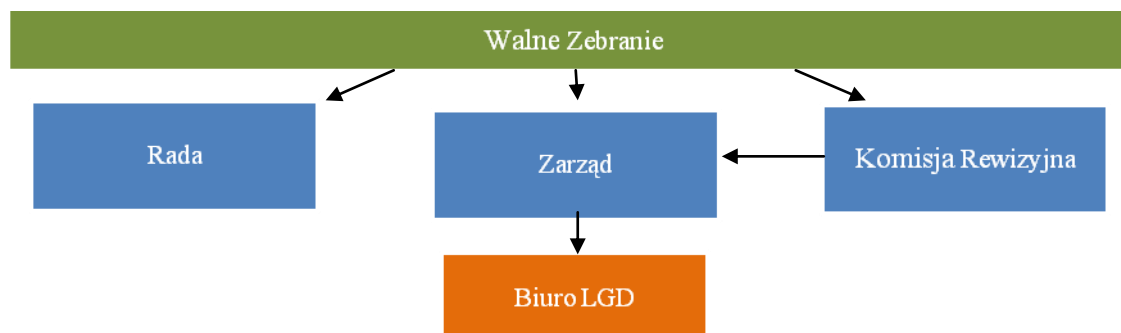 Walne Zebranie
Rada
Zarząd
Komisja Rewizyjna
Biuro LGD